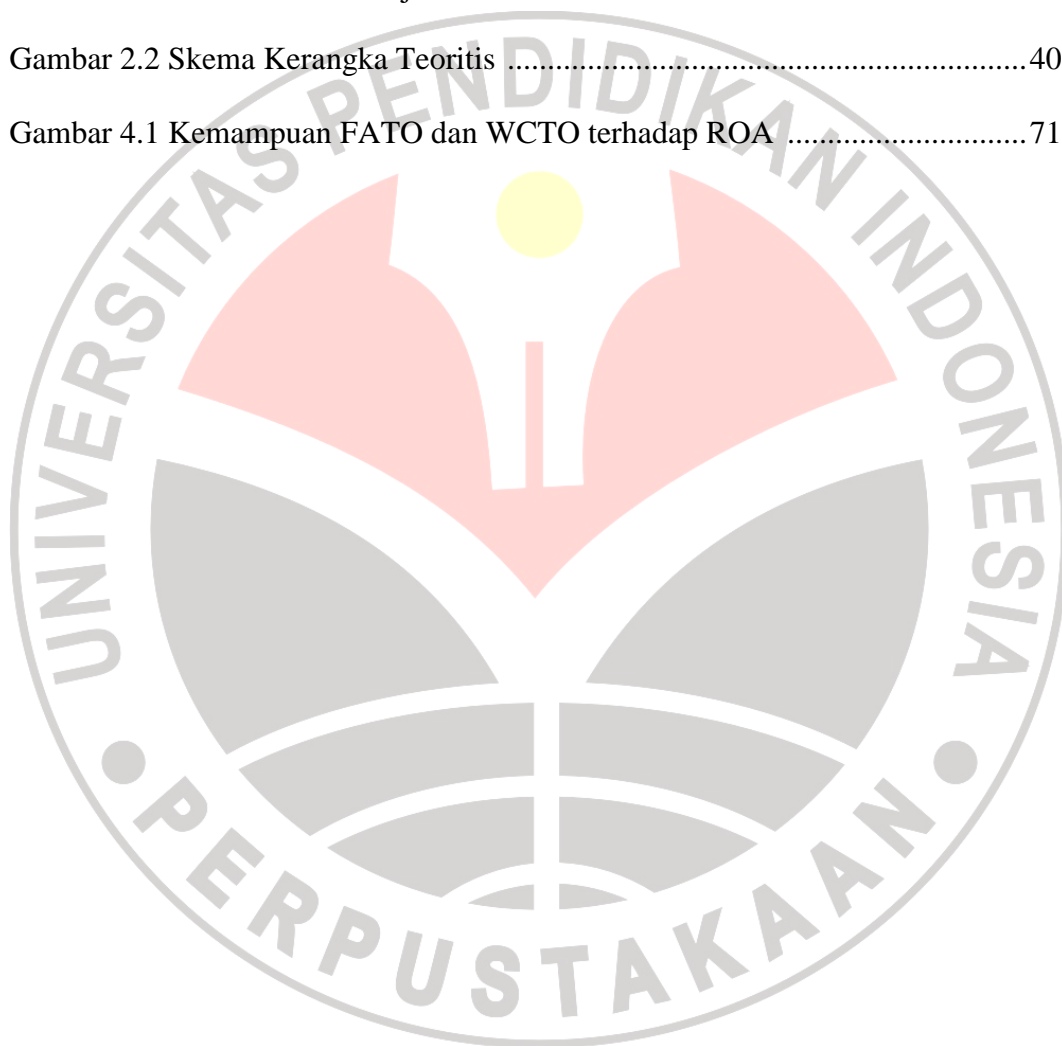 Gambar 2.2 Skema Kerangka Teoritis ................................................................. 40
Gambar 4.1 Kemampuan FATO dan WCTO terhadap ROA .............................. 71
UNIVERSITAS PENDIDIKAN INDONESIA
PERPUSTAKAAN